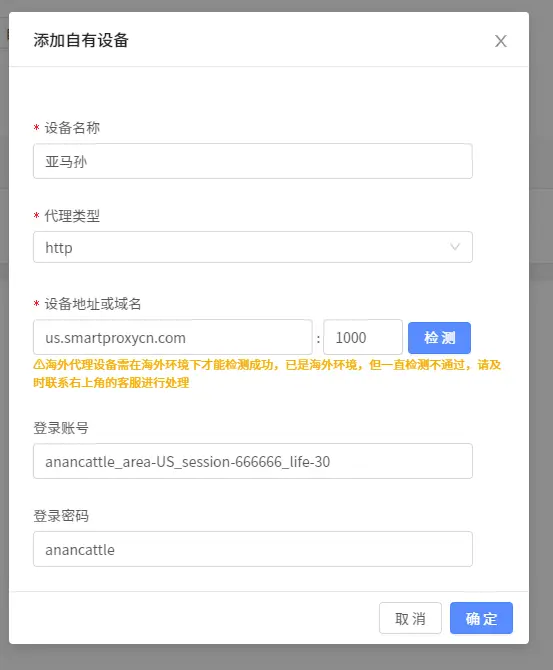 添加自有设备
* 设备名称
亚马孙
* 代理类型
http
* 设备地址或域名
us.smartproxycn.com : 1000 检 测
⚠海外代理设备需在海外环境下才能检测成功，已是海外环境，但一直检测不通过，请及
时联系右上角的客服进行处理
登录账号
anancattle_area-US_session-666666_life-30
登录密码
anancattle
取 消 确 定